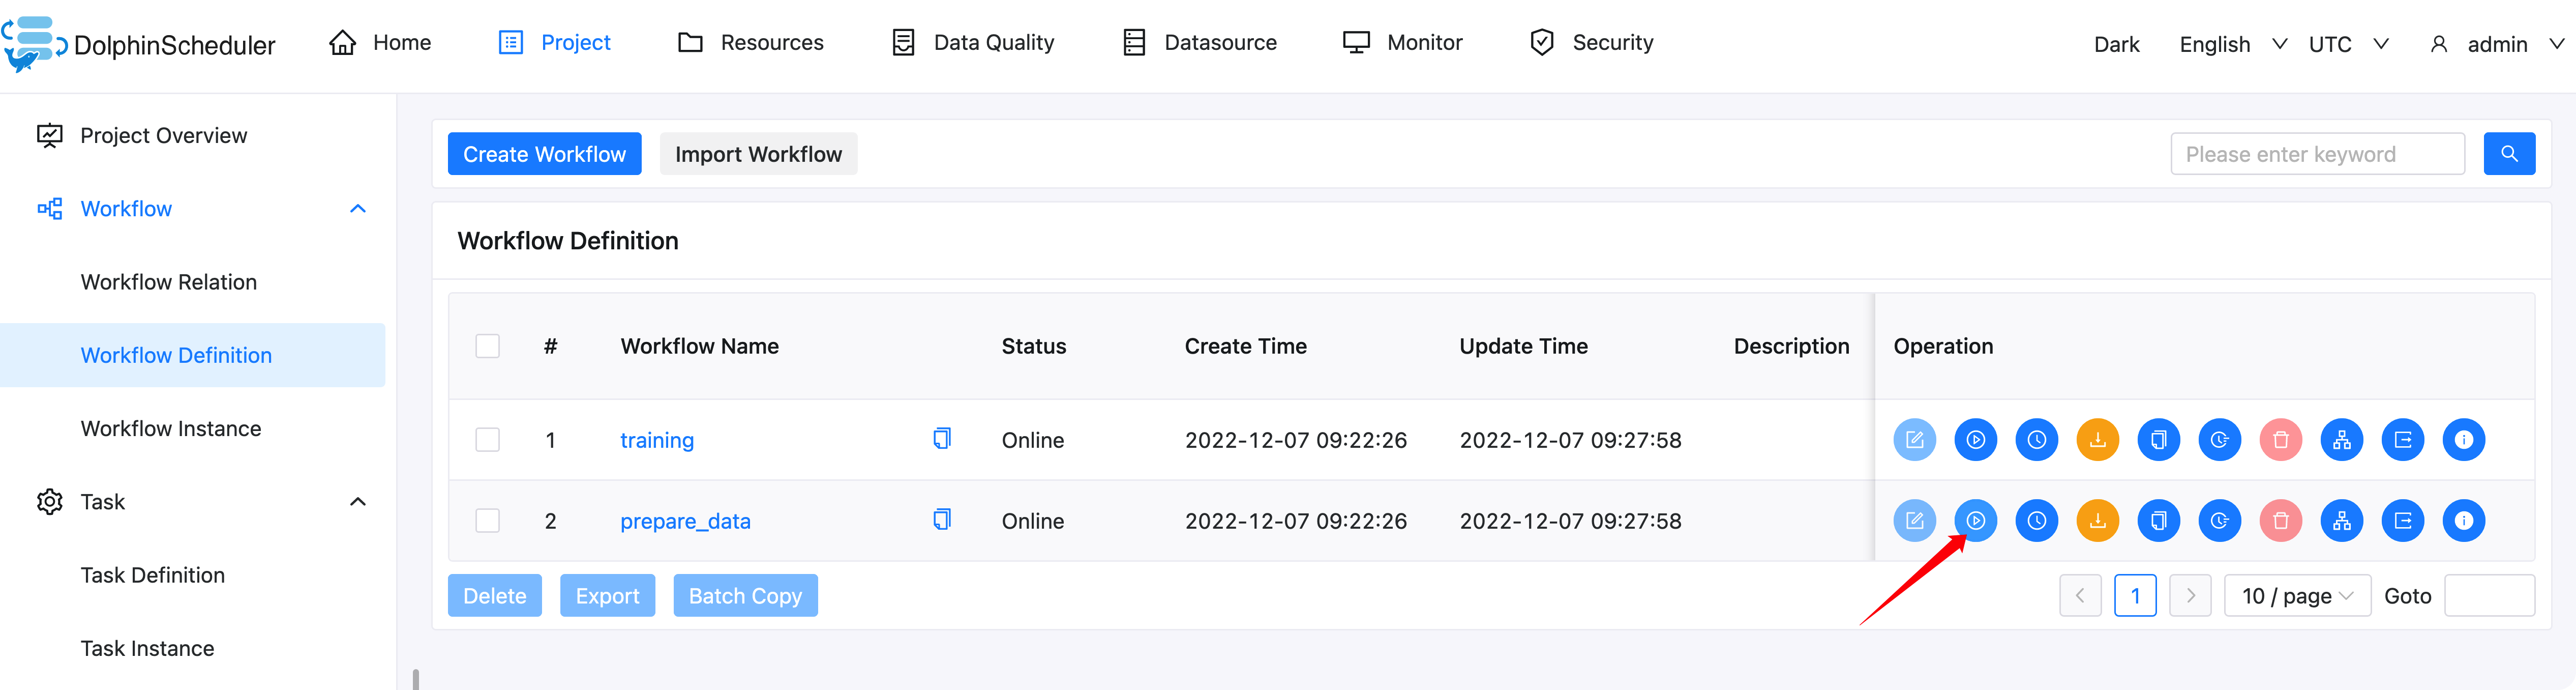 DolphinScheduler Home Project Resources Data Quality Datasource Monitor Security Dark English UTC admin
Project Overview
Workflow
Workflow Relation
Workflow Definition
Workflow Instance
Task
Task Definition
Task Instance
Create Workflow Import Workflow Please enter keyword
Workflow Definition
# Workflow Name Status Create Time Update Time Description Operation
1 training Online 2022-12-07 09:22:26 2022-12-07 09:27:58
2 prepare_data Online 2022-12-07 09:22:26 2022-12-07 09:27:58
Delete Export Batch Copy 1 10 / page Goto